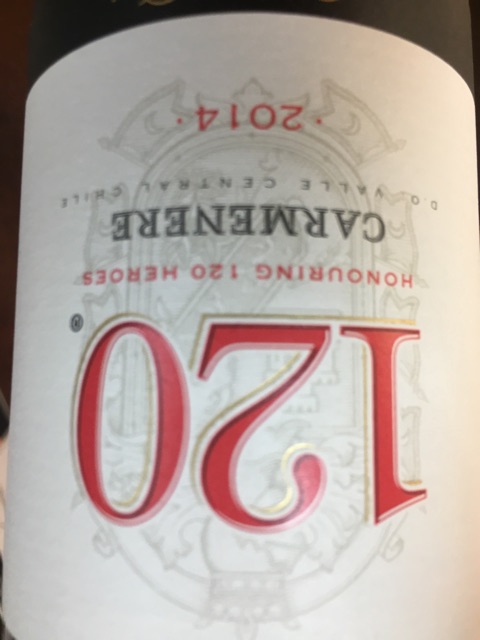 120®
HONOURING 120 HEROES
CARMENERE
D.O. VALLE CENTRAL CHILE
· 2014 ·